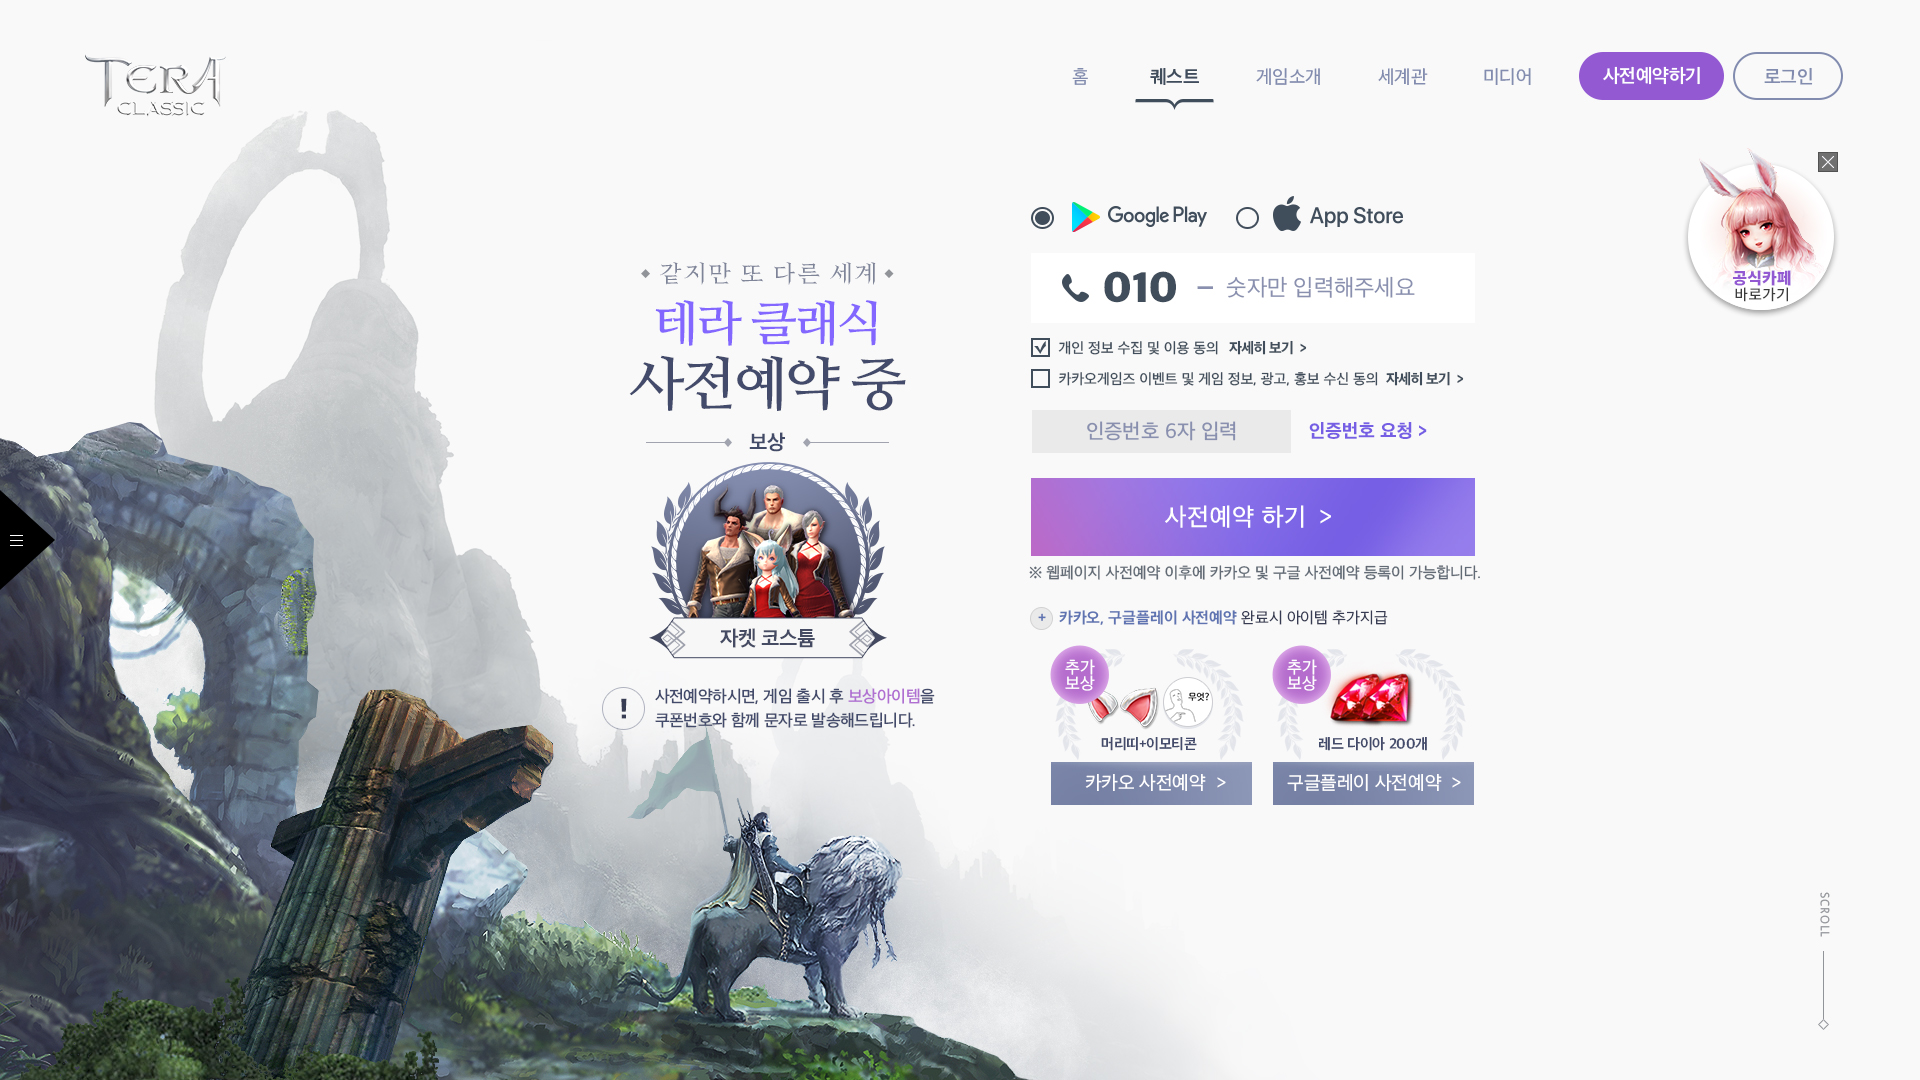 TERA
CLASSIC
홈
퀘스트
게임소개
세계관
미디어
사전예약하기
로그인
공식카페
바로가기
같지만 또 다른 세계
테라 클래식
사전예약 중
보상
자켓 코스튬
! 사전예약하시면, 게임 출시 후 보상아이템을
쿠폰번호와 함께 문자로 발송해드립니다.
Google Play
App Store
010 – 숫자만 입력해주세요
개인 정보 수집 및 이용 동의 자세히 보기 >
카카오게임즈 이벤트 및 게임 정보, 광고, 홍보 수신 동의 자세히 보기 >
인증번호 6자 입력
인증번호 요청 >
사전예약 하기 >
※ 웹페이지 사전예약 이후에 카카오 및 구글 사전예약 등록이 가능합니다.
+ 카카오, 구글플레이 사전예약 완료시 아이템 추가지급
추가
보상
무엇?
머리띠+이모티콘
카카오 사전예약 >
추가
보상
레드 다이아 200개
구글플레이 사전예약 >
SCROLL